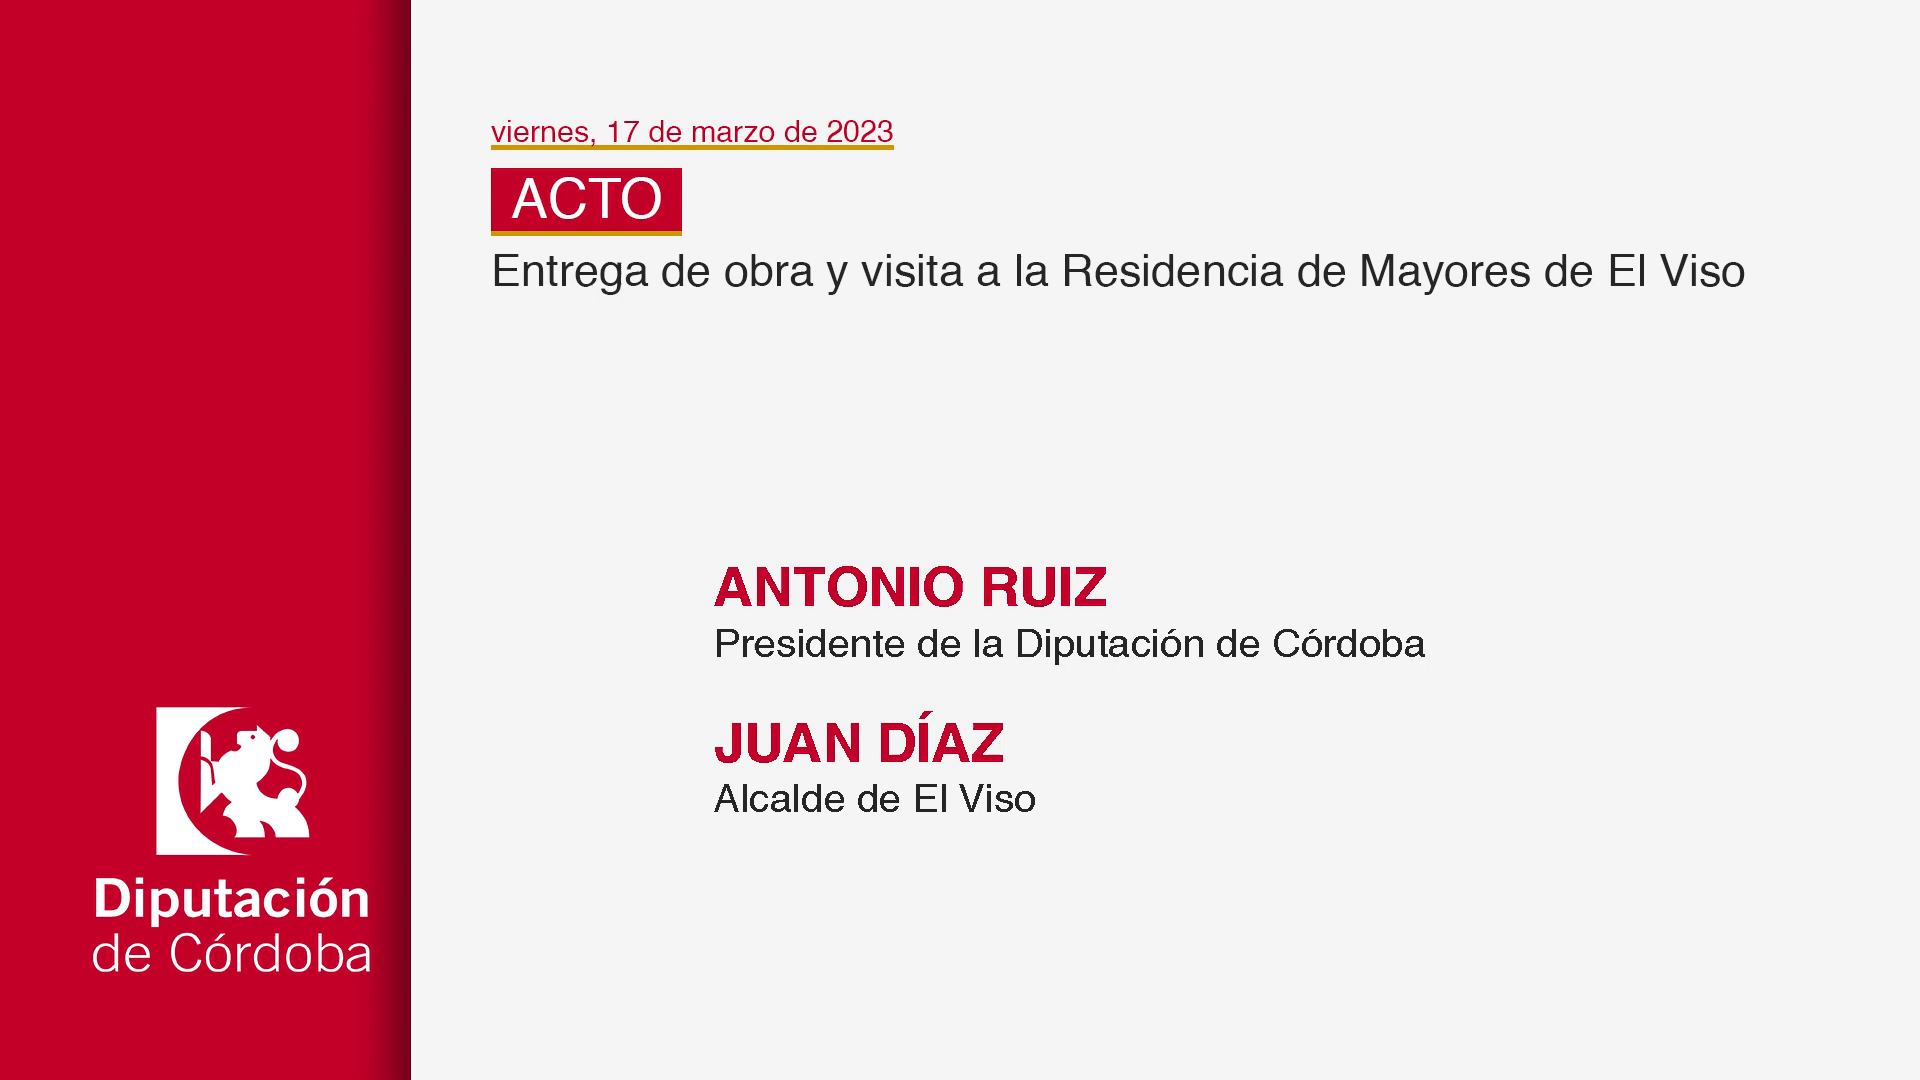 viernes, 17 de marzo de 2023
ACTO
Entrega de obra y visita a la Residencia de Mayores de El Viso
ANTONIO RUIZ
Presidente de la Diputación de Córdoba
JUAN DÍAZ
Alcalde de El Viso
Diputación
de Córdoba